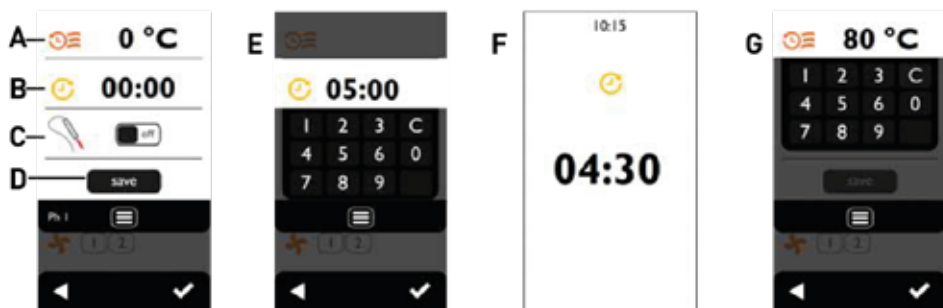 A
0 °C
B
00:00
C
off
D
save
Ph 1
1 2
E
05:00
1 2 3 C
4 5 6 0
7 8 9
1 2
F
10:15
04:30
G
80 °C
1 2 3 C
4 5 6 0
7 8 9
save
1 2